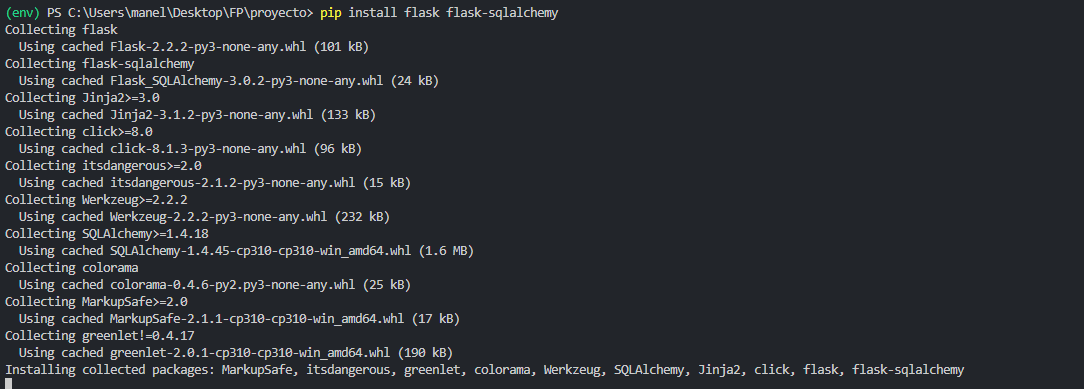 (env) PS C:\Users\manel\Desktop\FP\proyecto> pip install flask flask-sqlalchemy
Collecting flask
  Using cached Flask-2.2.2-py3-none-any.whl (101 kB)
Collecting flask-sqlalchemy
  Using cached Flask_SQLAlchemy-3.0.2-py3-none-any.whl (24 kB)
Collecting Jinja2>=3.0
  Using cached Jinja2-3.1.2-py3-none-any.whl (133 kB)
Collecting click>=8.0
  Using cached click-8.1.3-py3-none-any.whl (96 kB)
Collecting itsdangerous>=2.0
  Using cached itsdangerous-2.1.2-py3-none-any.whl (15 kB)
Collecting Werkzeug>=2.2.2
  Using cached Werkzeug-2.2.2-py3-none-any.whl (232 kB)
Collecting SQLAlchemy>=1.4.18
  Using cached SQLAlchemy-1.4.45-cp310-cp310-win_amd64.whl (1.6 MB)
Collecting colorama
  Using cached colorama-0.4.6-py2.py3-none-any.whl (25 kB)
Collecting MarkupSafe>=2.0
  Using cached MarkupSafe-2.1.1-cp310-cp310-win_amd64.whl (17 kB)
Collecting greenlet!=0.4.17
  Using cached greenlet-2.0.1-cp310-cp310-win_amd64.whl (190 kB)
Installing collected packages: MarkupSafe, itsdangerous, greenlet, colorama, Werkzeug, SQLAlchemy, Jinja2, click, flask, flask-sqlalchemy